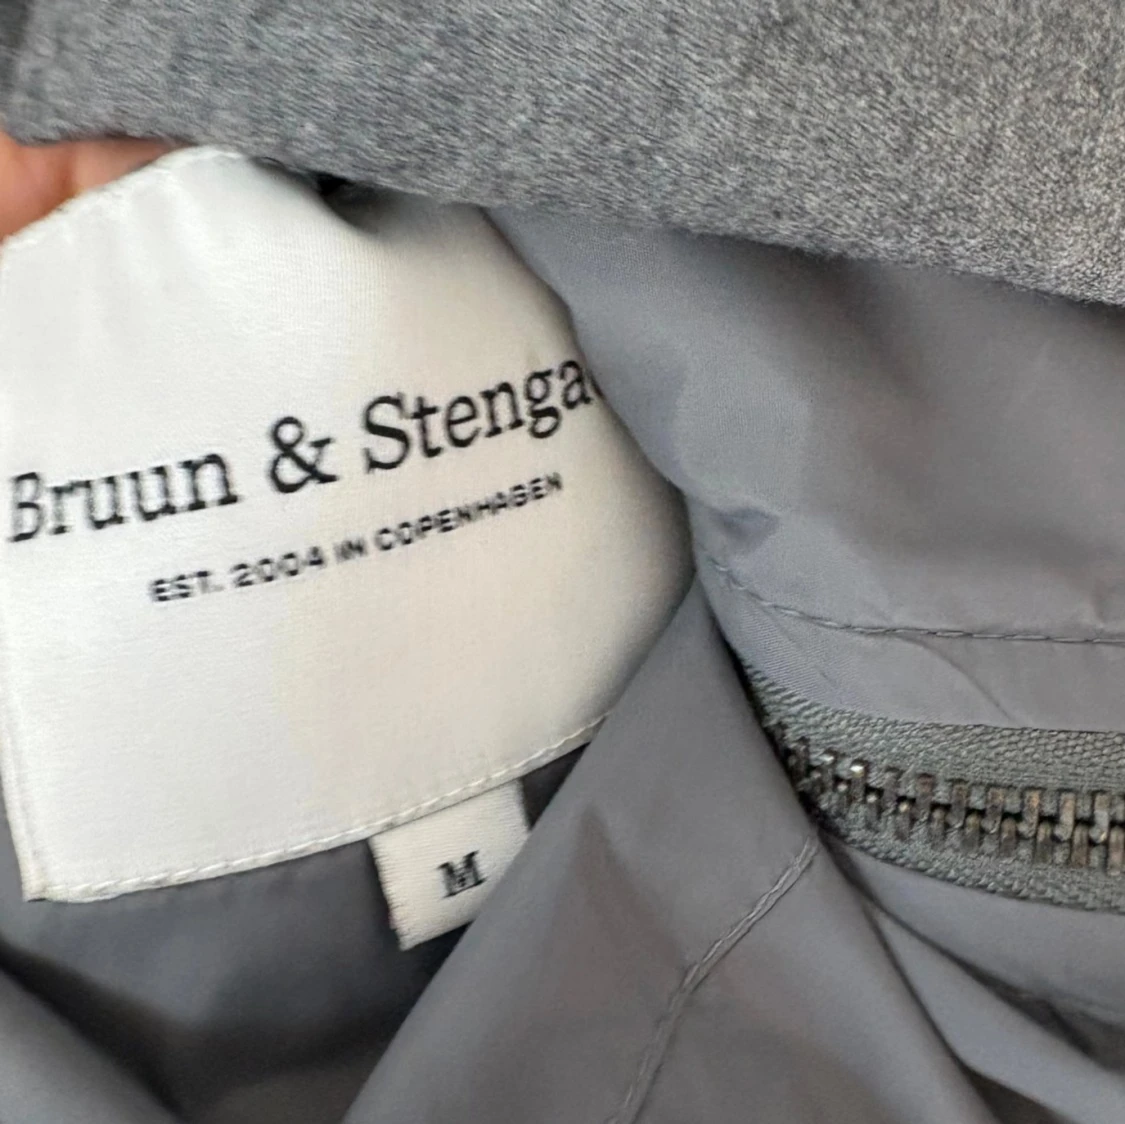 Bruun & Stenga
EST. 2004 IN COPENHAGEN
M